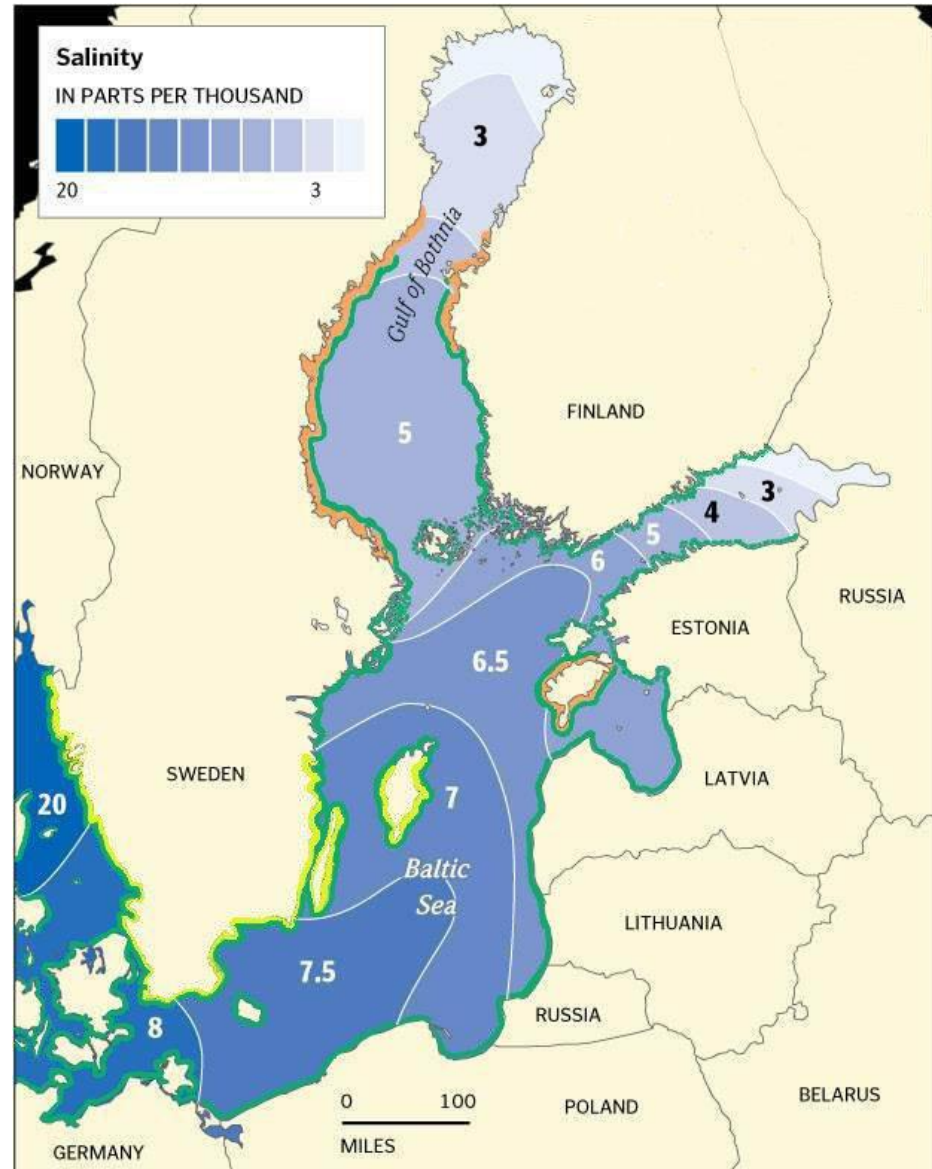 Salinity
IN PARTS PER THOUSAND
20 3
3
Gulf of Bothnia
5
FINLAND
NORWAY
3
4
5
6
RUSSIA
ESTONIA
6.5
SWEDEN
LATVIA
20
7
Baltic
Sea
LITHUANIA
7.5
RUSSIA
8
BELARUS
0 100
MILES
POLAND
GERMANY